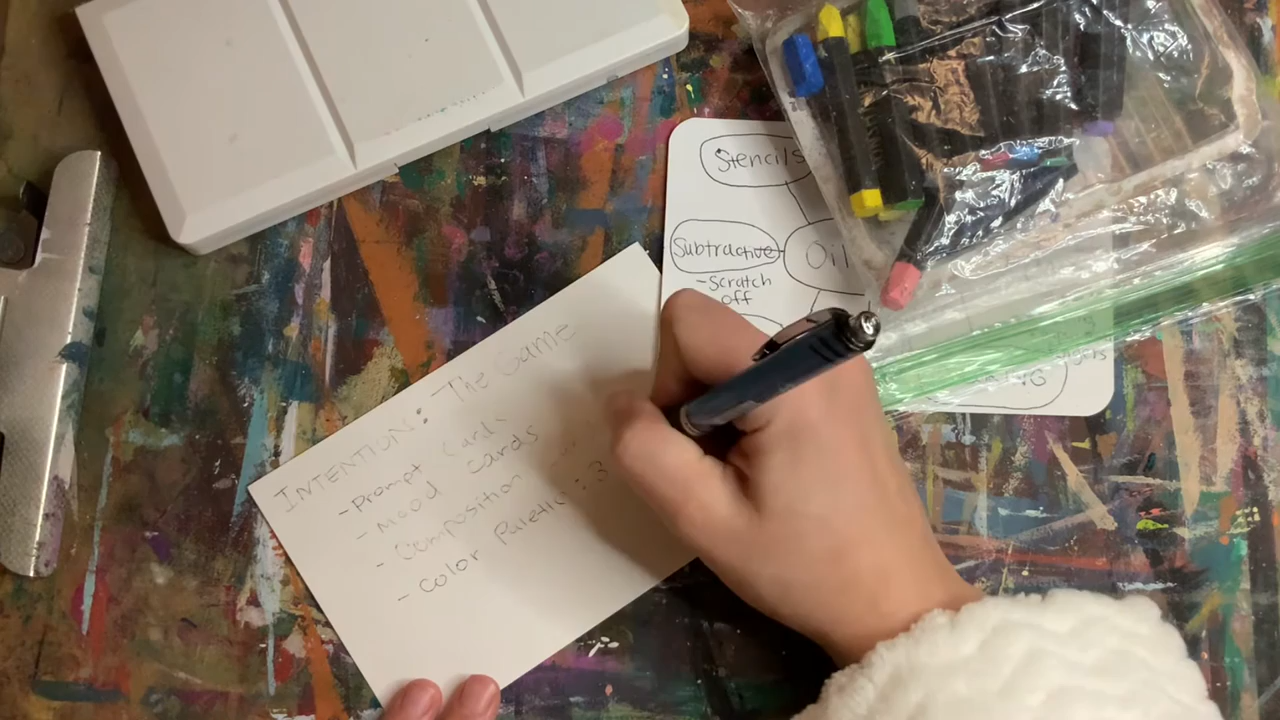 INTENTION: The Game
- Prompt Cards
- Mood Cards
- Composition
- Color Palette: 3
Stencils
Subtractive
- Scratch
off
Oil